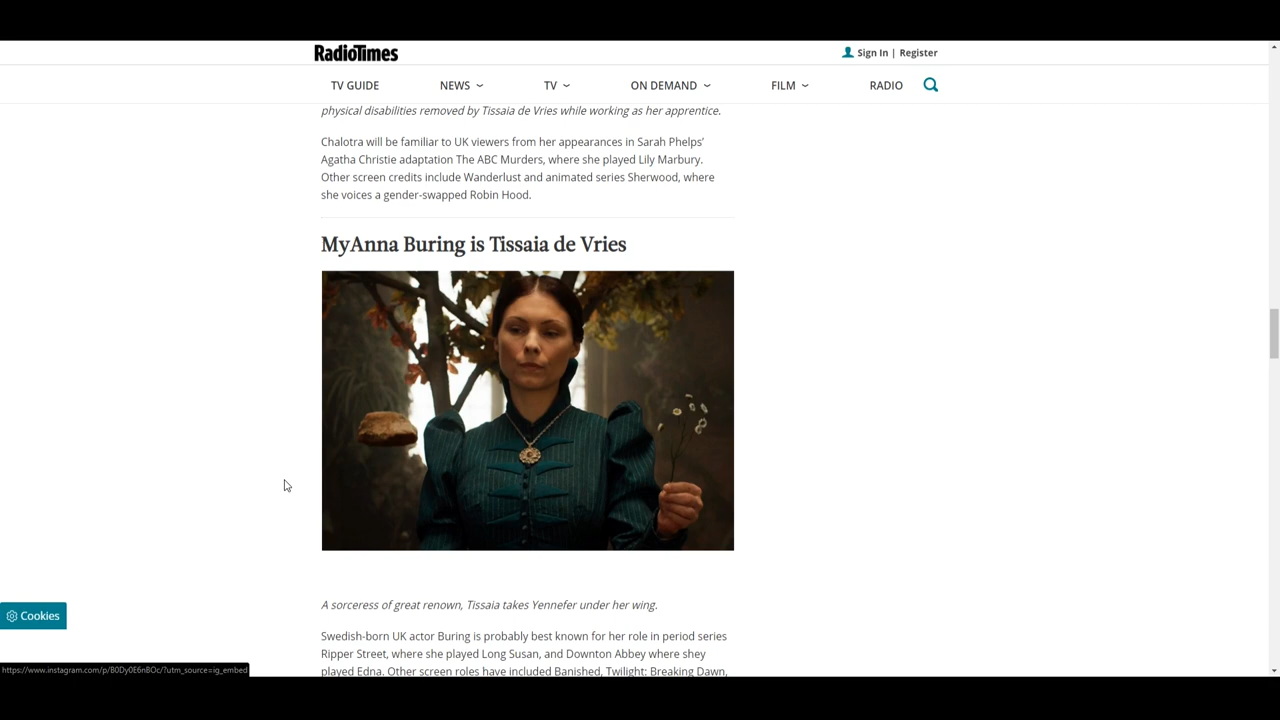 RadioTimes
Sign In | Register
TV GUIDE
NEWS
TV
ON DEMAND
FILM
RADIO
physical disabilities removed by Tissaia de Vries while working as her apprentice.
Chalotra will be familiar to UK viewers from her appearances in Sarah Phelps’
Agatha Christie adaptation The ABC Murders, where she played Lily Marbury.
Other screen credits include Wanderlust and animated series Sherwood, where
she voices a gender-swapped Robin Hood.
MyAnna Buring is Tissaia de Vries
A sorceress of great renown, Tissaia takes Yennefer under her wing.
Cookies
Swedish-born UK actor Buring is probably best known for her role in period series
Ripper Street, where she played Long Susan, and Downton Abbey where shey
played Edna. Other screen roles have included Banished, Twilight: Breaking Dawn,
https://www.instagram.com/p/B0Dy0E6nBOc/?utm_source=ig_embed